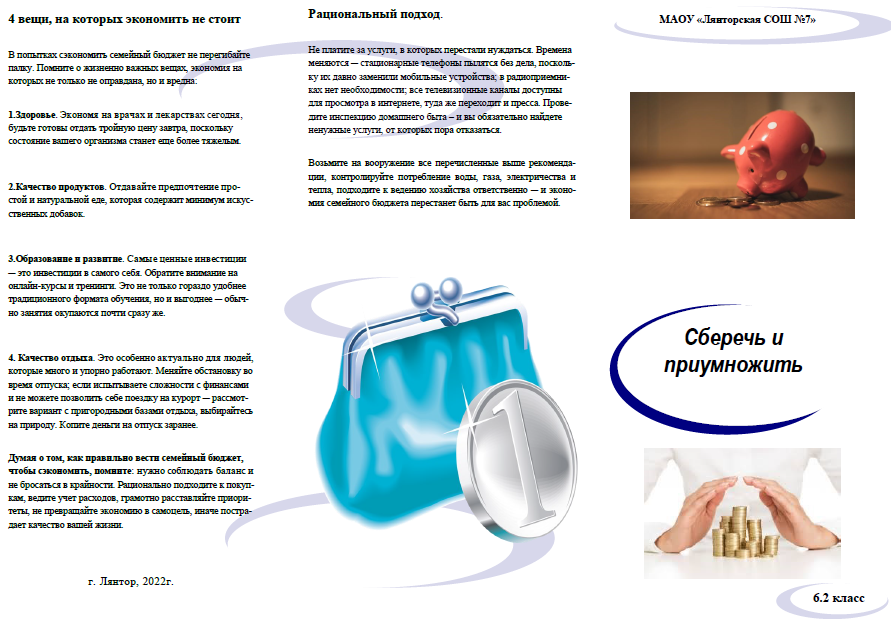 4 вещи, на которых экономить не стоит
В попытках сэкономить семейный бюджет не перегибайте
палку. Помните о жизненно важных вещах, экономия на
которых не только не оправдана, но и вредна:
1.Здоровье. Экономя на врачах и лекарствах сегодня,
будьте готовы отдать тройную цену завтра, поскольку
состояние вашего организма станет еще более тяжелым.
2.Качество продуктов. Отдавайте предпочтение про-
стой и натуральной еде, которая содержит минимум искус-
ственных добавок.
3.Образование и развитие. Самые ценные инвестиции
— это инвестиции в самого себя. Обратите внимание на
онлайн-курсы и тренинги. Это не только гораздо удобнее
традиционного формата обучения, но и выгоднее — обыч-
но занятия окупаются почти сразу же.
4. Качество отдыха. Это особенно актуально для людей,
которые много и упорно работают. Меняйте обстановку во
время отпуска; если испытываете сложности с финансами
и не можете позволить себе поездку на курорт — рассмот-
рите вариант с пригородными базами отдыха, выбирайтесь
на природу. Копите деньги на отпуск заранее.
Думая о том, как правильно вести семейный бюджет,
чтобы сэкономить, помните: нужно соблюдать баланс и
не бросаться в крайности. Рационально подходите к покуп-
кам, ведите учет расходов, грамотно расставляйте приори-
теты, не превращайте экономию в самоцель, иначе постра-
дает качество вашей жизни.
г. Лянтор, 2022г.
Рациональный подход.
Не платите за услуги, в которых перестали нуждаться. Времена
меняются — стационарные телефоны пылятся без дела, посколь-
ку их давно заменили мобильные устройства; в радиоприемни-
ках нет необходимости; все телевизионные каналы доступны
для просмотра в интернете, туда же переходит и пресса. Прове-
дите инспекцию домашнего быта – и вы обязательно найдете
ненужные услуги, от которых пора отказаться.
Возьмите на вооружение все перечисленные выше рекоменда-
ции, контролируйте потребление воды, газа, электричества и
тепла, подходите к ведению хозяйства ответственно — и эконо-
мия семейного бюджета перестанет быть для вас проблемой.
1
МАОУ «Лянторская СОШ №7»
Сберечь и
приумножить
6.2 класс